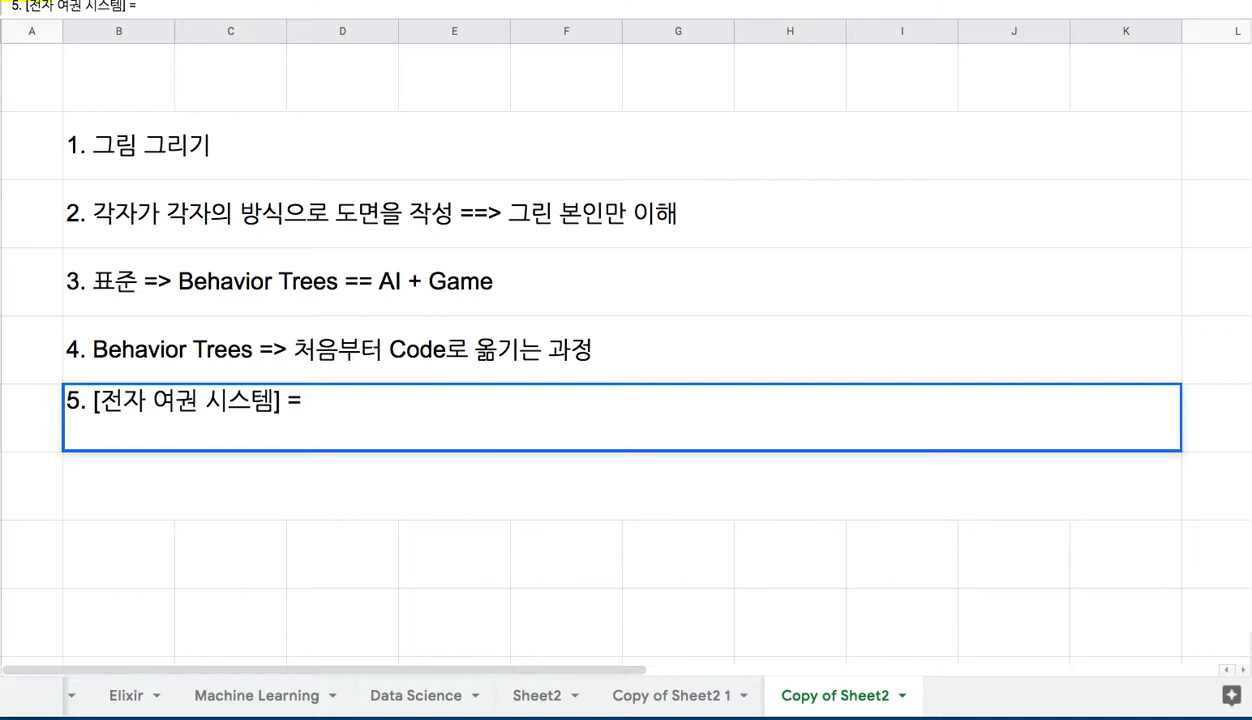 5. [전자 여권 시스템] =
A B C D E F G H I J K L
1. 그림 그리기
2. 각자가 각자의 방식으로 도면을 작성 ==> 그린 본인만 이해
3. 표준 => Behavior Trees == AI + Game
4. Behavior Trees => 처음부터 Code로 옮기는 과정
5. [전자 여권 시스템] =
Elixir Machine Learning Data Science Sheet2 Copy of Sheet2 1 Copy of Sheet2